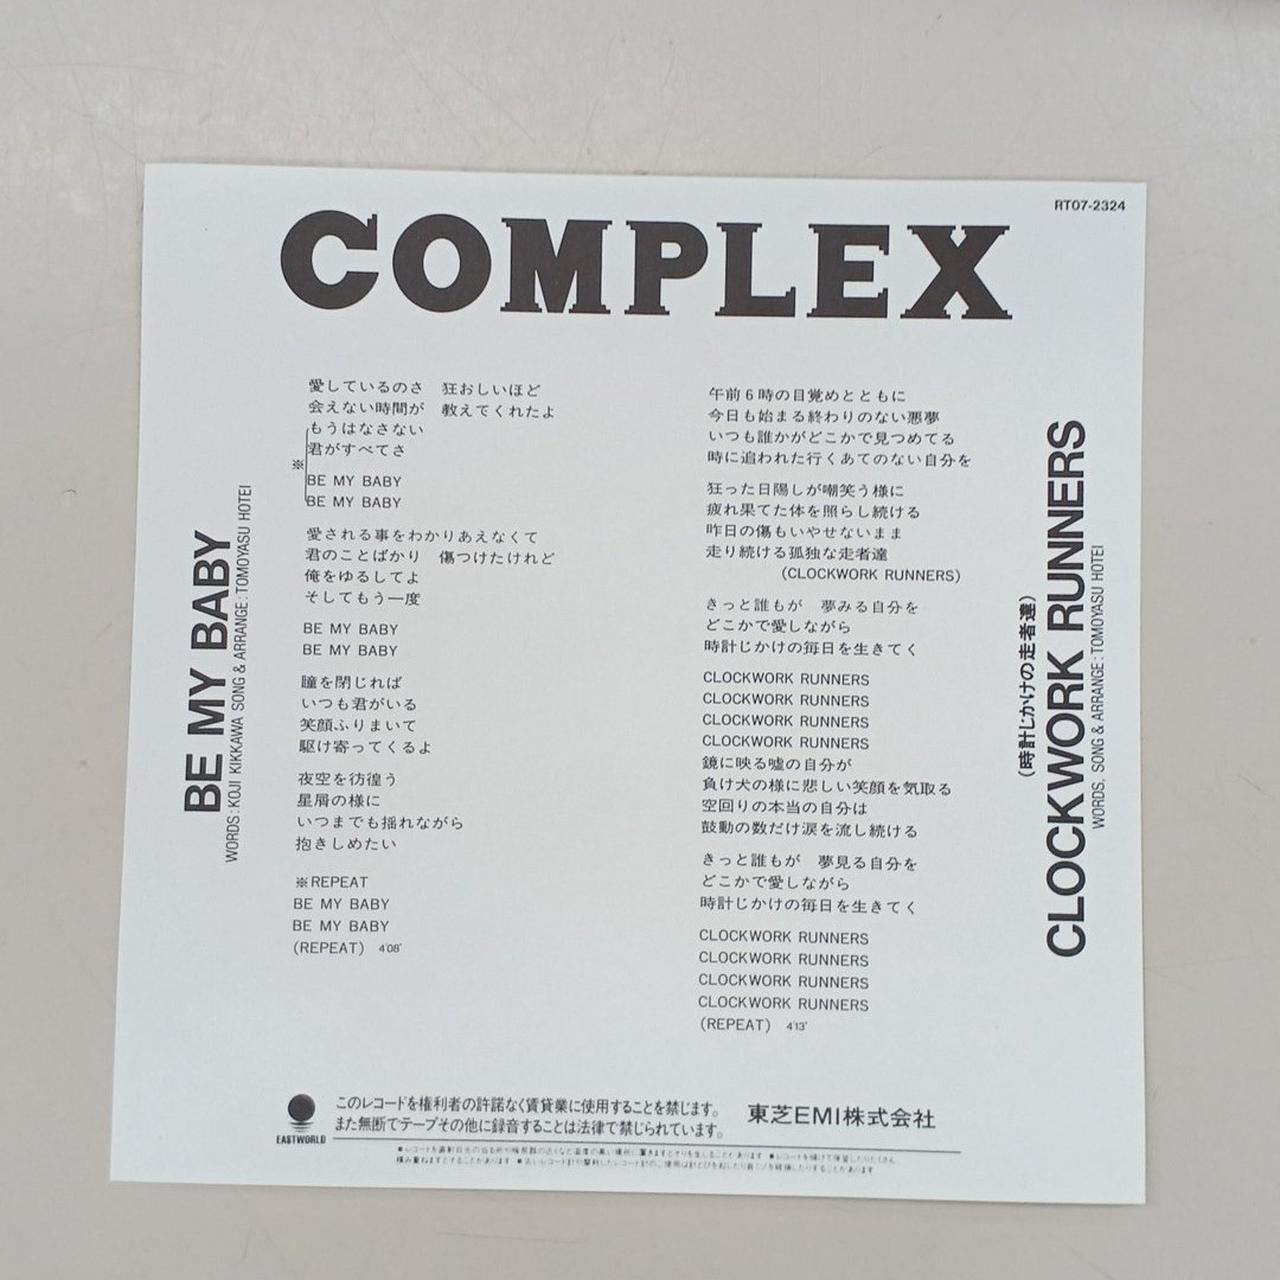 RT07-2324
COMPLEX
BE MY BABY
WORDS: KOJI KIKKAWA SONG & ARRANGE: TOMOYASU HOTEI
愛しているのさ　狂おしいほど
会えない時間が　教えてくれたよ
もうはなさない
君がすべてさ
※
BE MY BABY
BE MY BABY
愛される事をわかりあえなくて
君のことばかり　傷つけたけれど
俺をゆるしてよ
そしてもう一度
BE MY BABY
BE MY BABY
瞳を閉じれば
いつも君がいる
笑顔ふりまいて
駆け寄ってくるよ
夜空を彷徨う
星屑の様に
いつまでも揺れながら
抱きしめたい
※REPEAT
BE MY BABY
BE MY BABY
(REPEAT) 4'08"
午前6時の目覚めとともに
今日も始まる終わりのない悪夢
いつも誰かがどこかで見つめてる
時に追われた行くあてのない自分を
狂った日陽しが嘲笑う様に
疲れ果てた体を照らし続ける
昨日の傷もいやせないまま
走り続ける孤独な走者達
(CLOCKWORK RUNNERS)
きっと誰もが　夢みる自分を
どこかで愛しながら
時計じかけの毎日を生きてく
CLOCKWORK RUNNERS
CLOCKWORK RUNNERS
CLOCKWORK RUNNERS
CLOCKWORK RUNNERS
鏡に映る嘘の自分が
負け犬の様に悲しい笑顔を気取る
空回りの本当の自分は
鼓動の数だけ涙を流し続ける
きっと誰もが　夢見る自分を
どこかで愛しながら
時計じかけの毎日を生きてく
CLOCKWORK RUNNERS
CLOCKWORK RUNNERS
CLOCKWORK RUNNERS
CLOCKWORK RUNNERS
(REPEAT) 4'13"
(時計じかけの走者達)
CLOCKWORK RUNNERS
WORDS, SONG & ARRANGE: TOMOYASU HOTEI
EASTWORLD
このレコードを権利者の許諾なく賃貸業に使用することを禁じます。
また無断でテープその他に録音することは法律で禁じられています。
東芝EMI株式会社